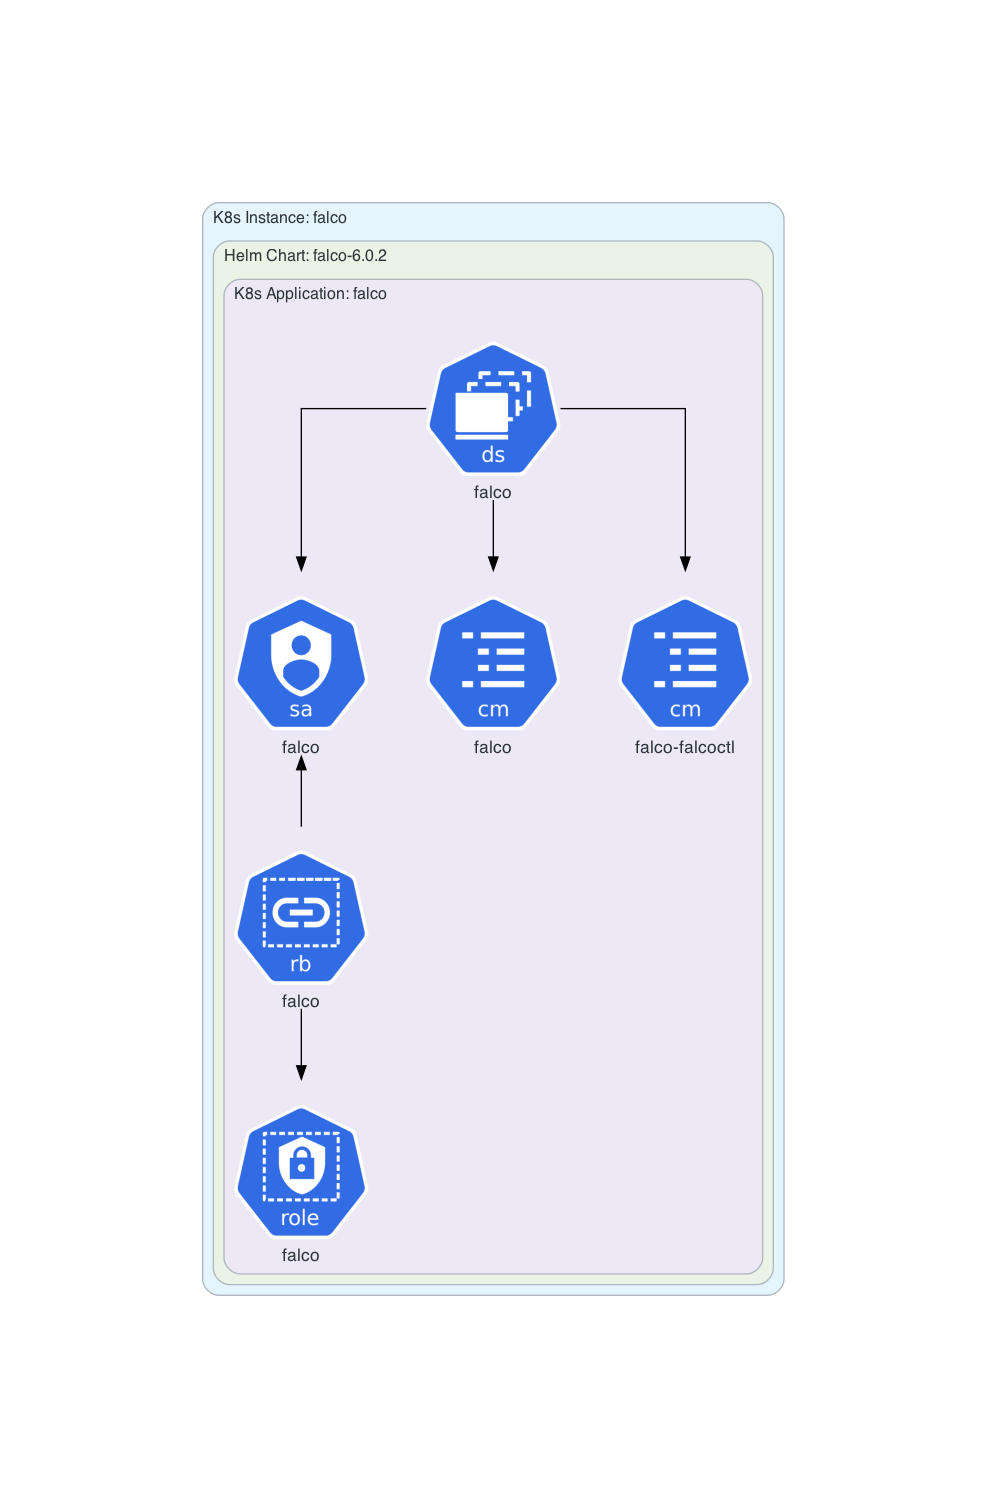 K8s Instance: falco
Helm Chart: falco-6.0.2
K8s Application: falco
ds
falco
sa
falco
cm
falco
cm
falco-falcoctl
rb
falco
role
falco